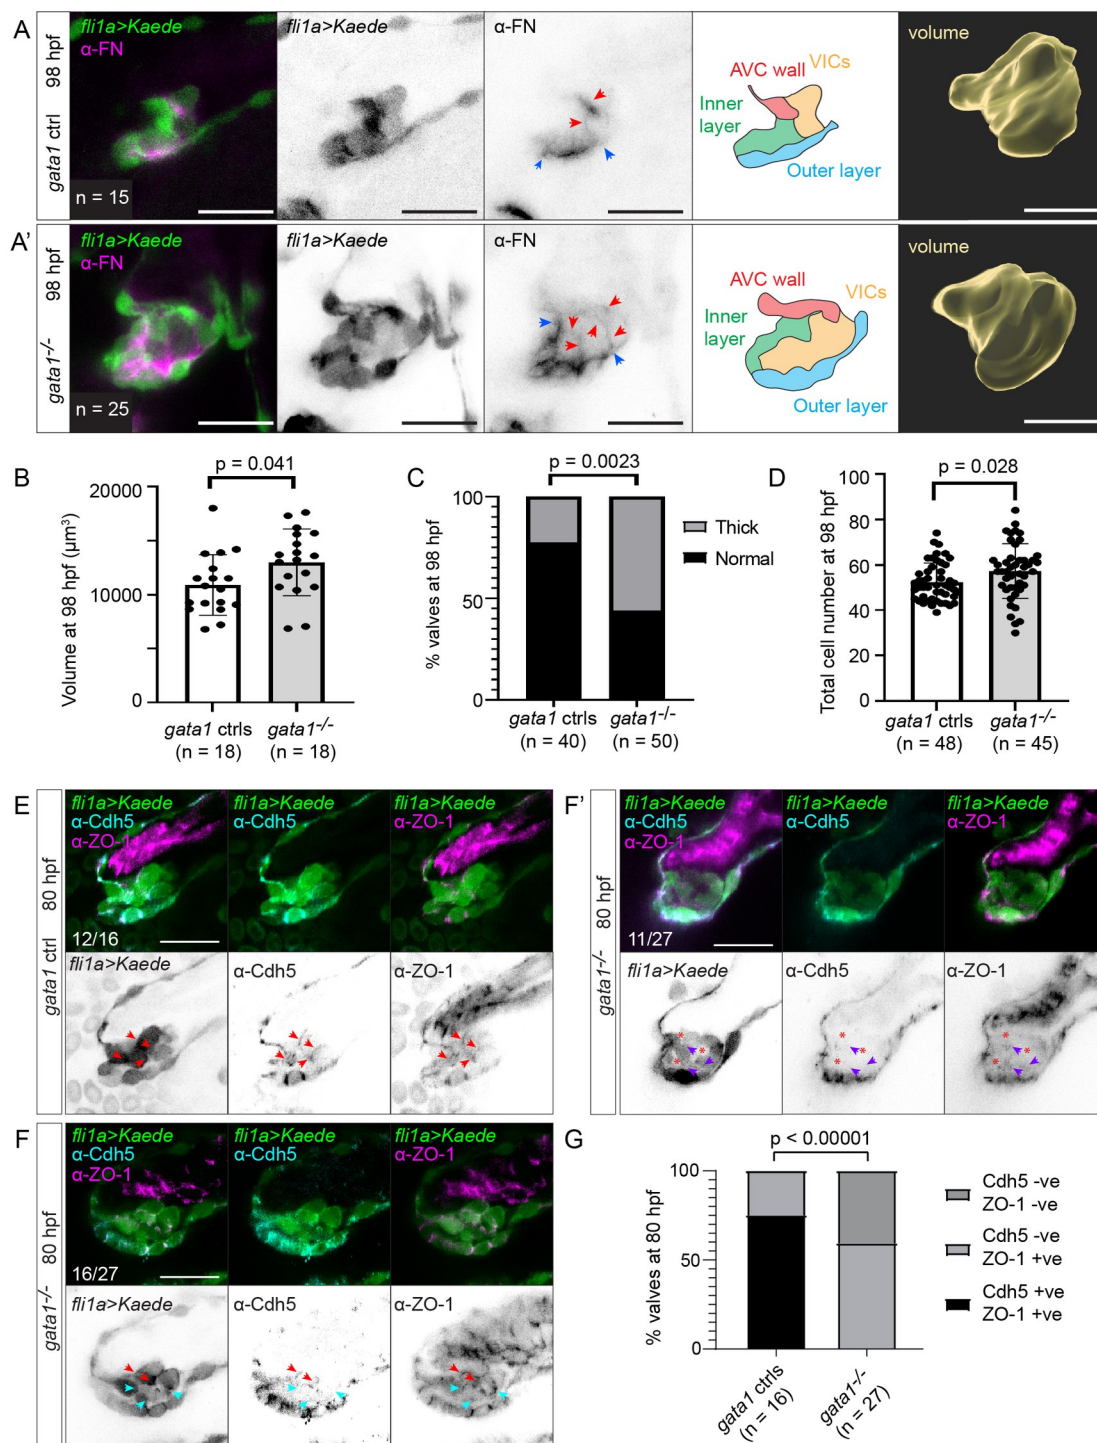 A
gata1 ctrl 98 hpf
fli1a>Kaede
α-FN
n = 15
fli1a>Kaede
α-FN
AVC wall
VICs
Inner
layer
Outer layer
volume
A'
gata1-/- 98 hpf
fli1a>Kaede
α-FN
n = 25
fli1a>Kaede
α-FN
AVC wall
VICs
Inner
layer
Outer layer
volume
B
p = 0.041
Volume at 98 hpf (μm³)
20000
10000
0
gata1 ctrls
(n = 18)
gata1-/-
(n = 18)
C
p = 0.0023
% valves at 98 hpf
100
50
0
gata1 ctrls
(n = 40)
gata1-/-
(n = 50)
Thick
Normal
D
p = 0.028
Total cell number at 98 hpf
100
80
60
40
20
0
gata1 ctrls
(n = 48)
gata1-/-
(n = 45)
E
gata1 ctrl 80 hpf
fli1a>Kaede
α-Cdh5
α-ZO-1
12/16
fli1a>Kaede
α-Cdh5
fli1a>Kaede
α-ZO-1
fli1a>Kaede
α-Cdh5
α-ZO-1
F'
gata1-/- 80 hpf
fli1a>Kaede
α-Cdh5
α-ZO-1
11/27
fli1a>Kaede
α-Cdh5
fli1a>Kaede
α-ZO-1
fli1a>Kaede
α-Cdh5
α-ZO-1
* * * *
* * * *
* * * *
F
gata1-/- 80 hpf
fli1a>Kaede
α-Cdh5
α-ZO-1
16/27
fli1a>Kaede
α-Cdh5
fli1a>Kaede
α-ZO-1
fli1a>Kaede
α-Cdh5
α-ZO-1
G
p < 0.00001
% valves at 80 hpf
100
50
0
gata1 ctrls
(n = 16)
gata1-/-
(n = 27)
Cdh5 -ve
ZO-1 -ve
Cdh5 -ve
ZO-1 +ve
Cdh5 +ve
ZO-1 +ve